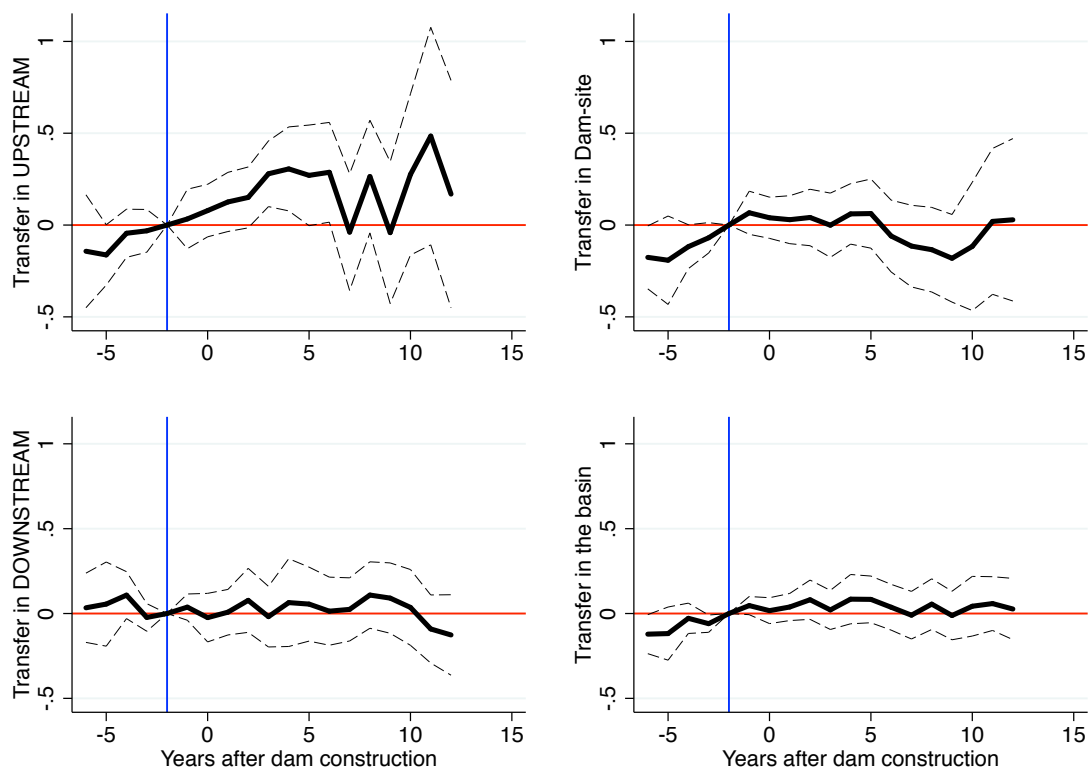 Transfer in UPSTREAM
1
.5
0
-.5
-5 0 5 10 15
Transfer in Dam-site
1
.5
0
-.5
-5 0 5 10 15
Transfer in DOWNSTREAM
1
.5
0
-.5
-5 0 5 10 15
Years after dam construction
Transfer in the basin
1
.5
0
-.5
-5 0 5 10 15
Years after dam construction